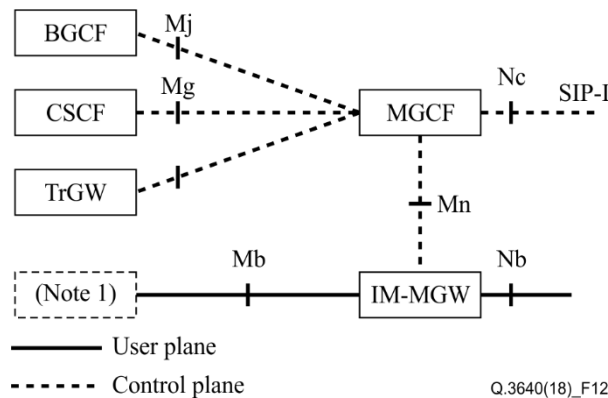 BGCF
Mj
CSCF
Mg
MGCF
Nc
SIP-I
TrGW
Mn
(Note 1)
Mb
IM-MGW
Nb
User plane
Control plane
Q.3640(18)_F12